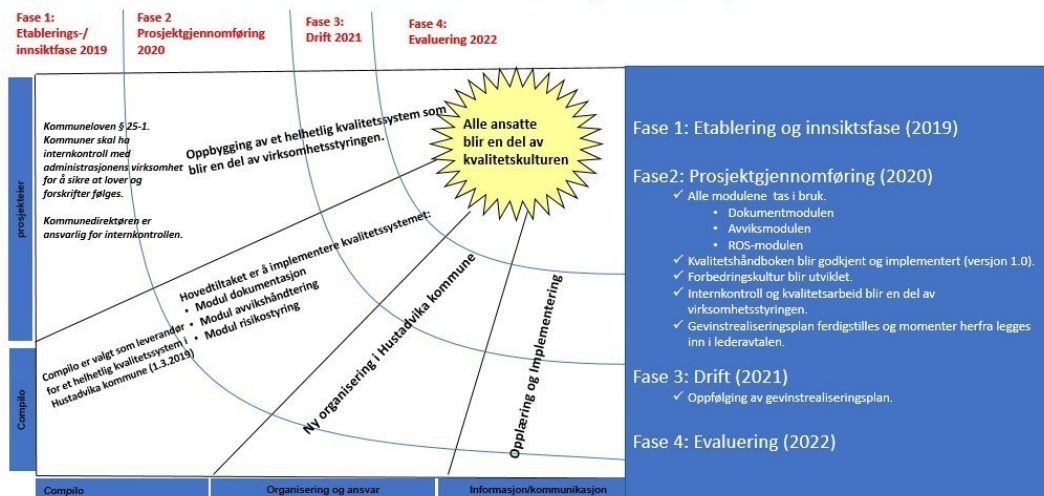 Fase 1:
Etablerings-/
innsiktfase 2019
Fase 2
Prosjektgjennomføring
2020
Fase 3:
Drift 2021
Fase 4:
Evaluering 2022
prosjekteier
Kommuneloven § 25-1.
Kommuner skal ha
internkontroll med
administrasjonens virksomhet
for å sikre at lover og
forskrifter følges.
Kommunedirektøren er
ansvarlig for internkontrollen.
Oppbygging av et helhetlig kvalitetssystem som
blir en del av virksomhetsstyringen.
Alle ansatte
blir en del av
kvalitetskulturen
Hovedtiltaket er å implementere kvalitetssystemet:
• Modul dokumentasjon
• Modul avvikshåndtering
• Modul risikostyring
Compilo
Compilo er valgt som leverandør
for et helhetlig kvalitetssystem i
Hustadvika kommune (1.3.2019)
Ny organisering i Hustadvika kommune
Opplæring og Implementering
Compilo
Organisering og ansvar
Informasjon/kommunikasjon
Fase 1: Etablering og innsiktsfase (2019)
Fase2: Prosjektgjennomføring (2020)
✓ Alle modulene tas i bruk.
• Dokumentmodulen
• Avviksmodulen
• ROS-modulen
✓ Kvalitetshåndboken blir godkjent og implementert (versjon 1.0).
✓ Forbedringskultur blir utviklet.
✓ Internkontroll og kvalitetsarbeid blir en del av
virksomhetsstyringen.
✓ Gevinstrealiseringsplan ferdigstilles og momenter herfra legges
inn i lederavtalen.
Fase 3: Drift (2021)
✓ Oppfølging av gevinstrealiseringsplan.
Fase 4: Evaluering (2022)